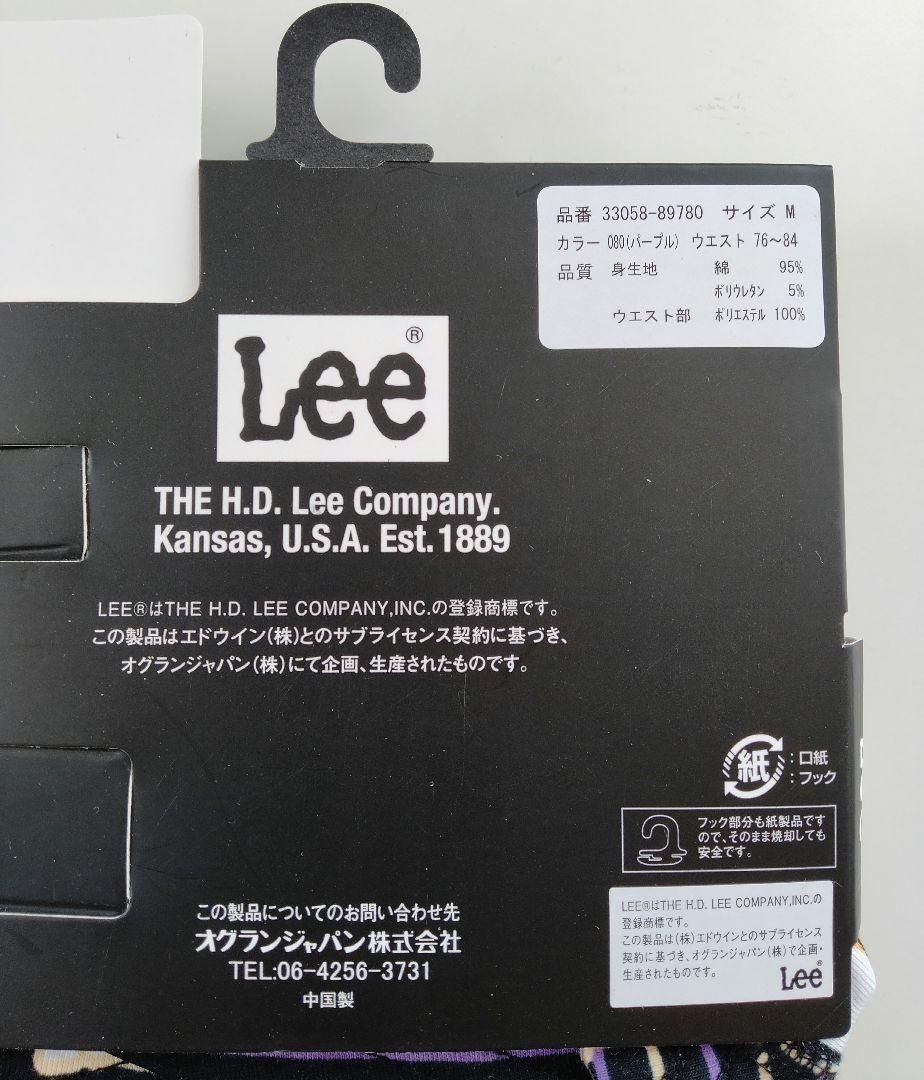 品番 33058-89780 サイズ M
カラー 080(パープル) ウエスト 76～84
品質 身生地 綿 95%
ポリウレタン 5%
ウエスト部 ポリエステル 100%
Lee®
THE H.D. Lee Company.
Kansas, U.S.A. Est. 1889
LEE®はTHE H.D. LEE COMPANY,INC.の登録商標です。
この製品はエドウイン(株)とのサブライセンス契約に基づき、
オグランジャパン(株)にて企画、生産されたものです。
紙 :口紙
:フック
フック部分も紙製品です
ので、そのまま焼却しても
安全です。
LEE®はTHE H.D. LEE COMPANY,INC.の
登録商標です。
この製品は(株)エドウインとのサブライセンス
契約に基づき、オグランジャパン(株)で企画・
生産されたものです。
Lee®
この製品についてのお問い合わせ先
オグランジャパン株式会社
TEL:06-4256-3731
中国製